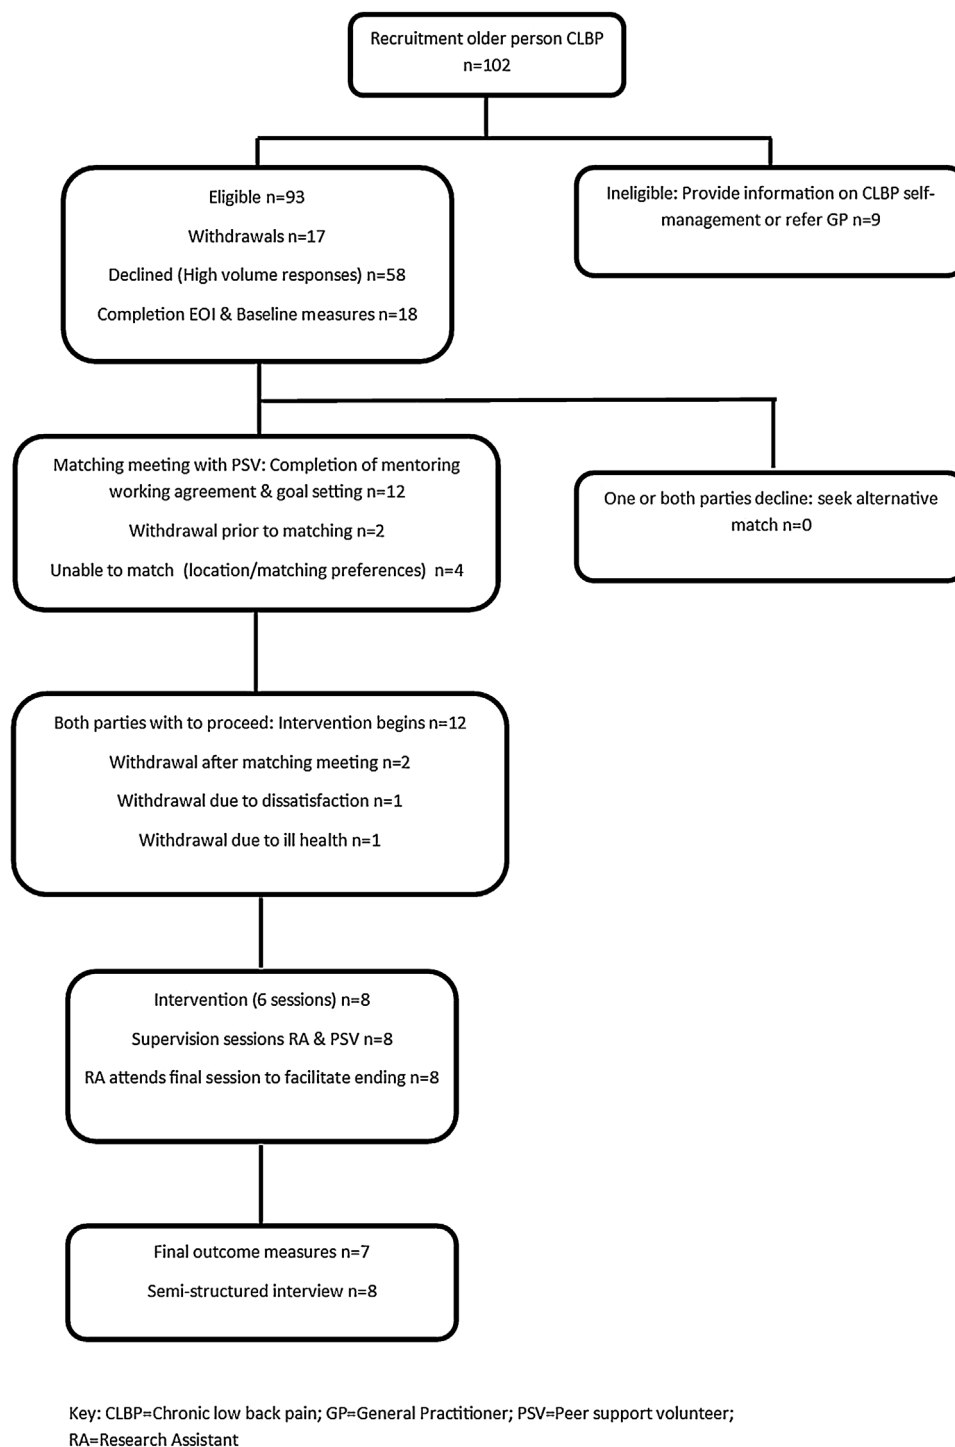 Recruitment older person CLBP
n=102
Eligible n=93
Withdrawals n=17
Declined (High volume responses) n=58
Completion EOI & Baseline measures n=18
Ineligible: Provide information on CLBP self-
management or refer GP n=9
Matching meeting with PSV: Completion of mentoring
working agreement & goal setting n=12
Withdrawal prior to matching n=2
Unable to match (location/matching preferences) n=4
One or both parties decline: seek alternative
match n=0
Both parties with to proceed: Intervention begins n=12
Withdrawal after matching meeting n=2
Withdrawal due to dissatisfaction n=1
Withdrawal due to ill health n=1
Intervention (6 sessions) n=8
Supervision sessions RA & PSV n=8
RA attends final session to facilitate ending n=8
Final outcome measures n=7
Semi-structured interview n=8
Key: CLBP=Chronic low back pain; GP=General Practitioner; PSV=Peer support volunteer;
RA=Research Assistant